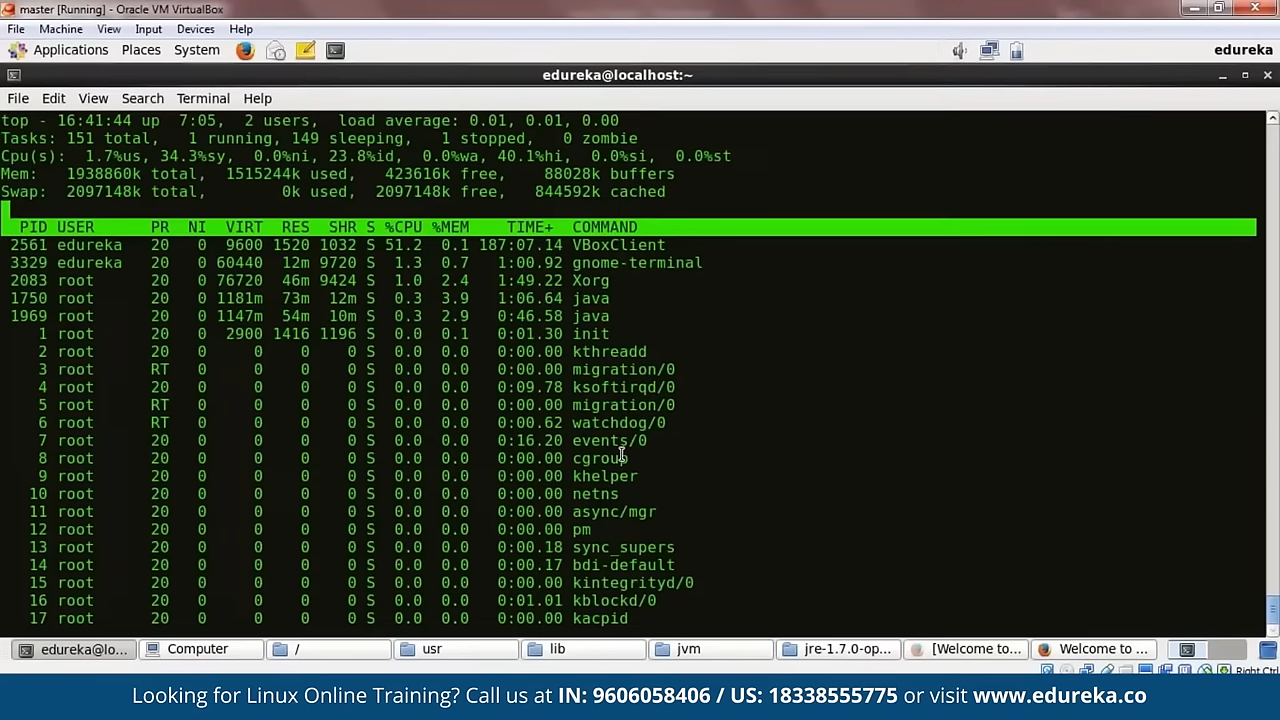 master [Running] - Oracle VM VirtualBox
File Machine View Input Devices Help
Applications Places System edureka
edureka@localhost:~
File Edit View Search Terminal Help
top - 16:41:44 up 7:05, 2 users, load average: 0.01, 0.01, 0.00
Tasks: 151 total, 1 running, 149 sleeping, 1 stopped, 0 zombie
Cpu(s): 1.7%us, 34.3%sy, 0.0%ni, 23.8%id, 0.0%wa, 40.1%hi, 0.0%si, 0.0%st
Mem: 1938860k total, 1515244k used, 423616k free, 88028k buffers
Swap: 2097148k total, 0k used, 2097148k free, 844592k cached
PID USER PR NI VIRT RES SHR S %CPU %MEM TIME+ COMMAND
2561 edureka 20 0 9600 1520 1032 S 51.2 0.1 187:07.14 VBoxClient
3329 edureka 20 0 60440 12m 9720 S 1.3 0.7 1:00.92 gnome-terminal
2083 root 20 0 76720 46m 9424 S 1.0 2.4 1:49.22 Xorg
1750 root 20 0 1181m 73m 12m S 0.3 3.9 1:06.64 java
1969 root 20 0 1147m 54m 10m S 0.3 2.9 0:46.58 java
1 root 20 0 2900 1416 1196 S 0.0 0.1 0:01.30 init
2 root 20 0 0 0 0 S 0.0 0.0 0:00.00 kthreadd
3 root RT 0 0 0 0 S 0.0 0.0 0:00.00 migration/0
4 root 20 0 0 0 0 S 0.0 0.0 0:09.78 ksoftirqd/0
5 root RT 0 0 0 0 S 0.0 0.0 0:00.00 migration/0
6 root RT 0 0 0 0 S 0.0 0.0 0:00.62 watchdog/0
7 root 20 0 0 0 0 S 0.0 0.0 0:16.20 events/0
8 root 20 0 0 0 0 S 0.0 0.0 0:00.00 cgroup
9 root 20 0 0 0 0 S 0.0 0.0 0:00.00 khelper
10 root 20 0 0 0 0 S 0.0 0.0 0:00.00 netns
11 root 20 0 0 0 0 S 0.0 0.0 0:00.00 async/mgr
12 root 20 0 0 0 0 S 0.0 0.0 0:00.00 pm
13 root 20 0 0 0 0 S 0.0 0.0 0:00.18 sync_supers
14 root 20 0 0 0 0 S 0.0 0.0 0:00.17 bdi-default
15 root 20 0 0 0 0 S 0.0 0.0 0:00.00 kintegrityd/0
16 root 20 0 0 0 0 S 0.0 0.0 0:01.01 kblockd/0
17 root 20 0 0 0 0 S 0.0 0.0 0:00.00 kacpid
edureka@lo... Computer / usr lib jvm jre-1.7.0-op... [Welcome to... Welcome to ...
Right Ctrl
Looking for Linux Online Training? Call us at IN: 9606058406 / US: 18338555775 or visit www.edureka.co